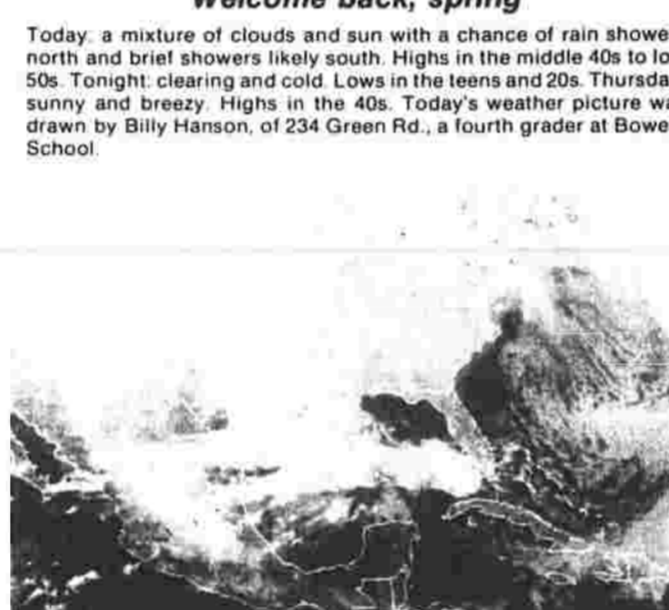 Welcome back, spring
Today: a mixture of clouds and sun with a chance of rain showe
north and brief showers likely south. Highs in the middle 40s to lo
50s. Tonight: clearing and cold. Lows in the teens and 20s. Thursda
sunny and breezy. Highs in the 40s. Today's weather picture wa
drawn by Billy Hanson, of 234 Green Rd., a fourth grader at Bowe
School.